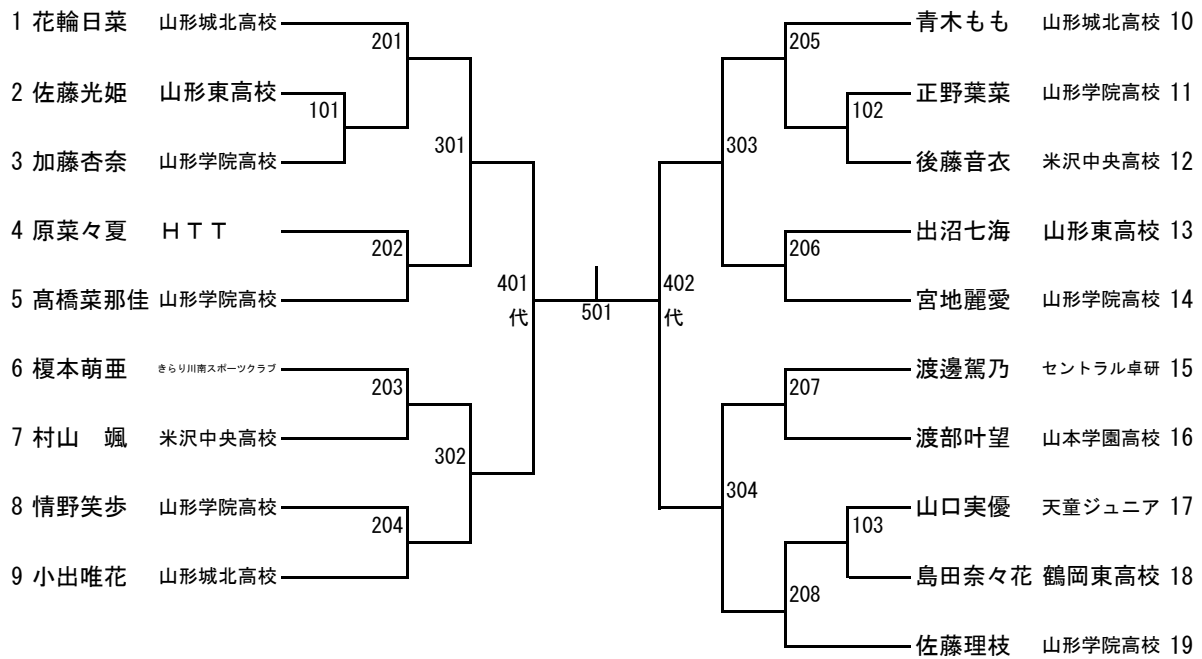 1 花輪日菜 山形城北高校
201
2 佐藤光姫 山形東高校
101
3 加藤杏奈 山形学院高校
301
4 原菜々夏 ＨＴＴ
202
5 髙橋菜那佳 山形学院高校
401
代
6 榎本萌亜 きらり川南スポーツクラブ
203
7 村山　颯 米沢中央高校
302
8 情野笑歩 山形学院高校
204
9 小出唯花 山形城北高校
501
青木もも 山形城北高校 10
205
正野葉菜 山形学院高校 11
102
後藤音衣 米沢中央高校 12
303
出沼七海 山形東高校 13
206
宮地麗愛 山形学院高校 14
402
代
渡邊駕乃 セントラル卓研 15
207
渡部叶望 山本学園高校 16
304
山口実優 天童ジュニア 17
103
島田奈々花 鶴岡東高校 18
208
佐藤理枝 山形学院高校 19